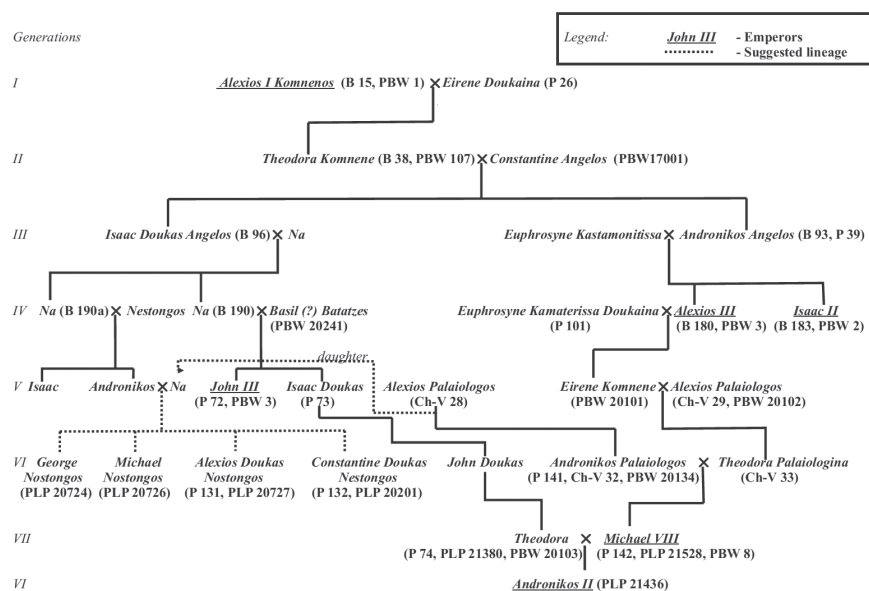 Generations
Legend: John III - Emperors
- Suggested lineage
I Alexios I Komnenos (B 15, PBW 1) × Eirene Doukaina (P 26)
II Theodora Komnene (B 38, PBW 107) × Constantine Angelos (PBW17001)
III Isaac Doukas Angelos (B 96) × Na Euphrosyne Kastamonitissa × Andronikos Angelos (B 93, P 39)
IV Na (B 190a) × Nestongos Na (B 190) × Basil (?) Batatzes Euphrosyne Kamaterissa Doukaina × Alexios III Isaac II
(PBW 20241) (P 101) (B 180, PBW 3) (B 183, PBW 2)
daughter
V Isaac Andronikos × Na John III Isaac Doukas Alexios Palaiologos Eirene Komnene × Alexios Palaiologos
(P 72, PBW 3) (P 73) (Ch-V 28) (PBW 20101) (Ch-V 29, PBW 20102)
VI George Michael Alexios Doukas Constantine Doukas John Doukas Andronikos Palaiologos × Theodora Palaiologina
Nostongos Nostongos Nostongos Nestongos (P 141, Ch-V 32, PBW 20134) (Ch-V 33)
(PLP 20724) (PLP 20726) (P 131, PLP 20727) (P 132, PLP 20201)
VII Theodora × Michael VIII
(P 74, PLP 21380, PBW 20103) (P 142, PLP 21528, PBW 8)
VI Andronikos II (PLP 21436)